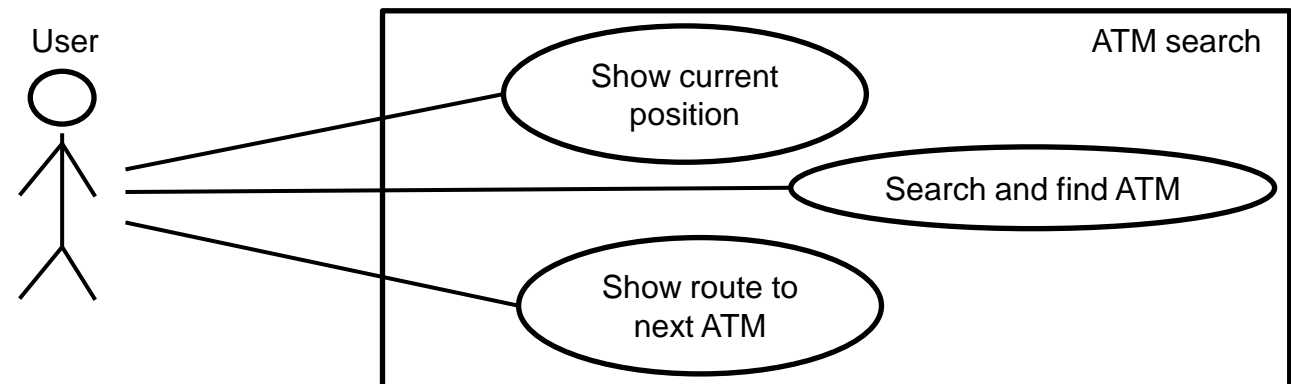 User
ATM search
Show current
position
Search and find ATM
Show route to
next ATM